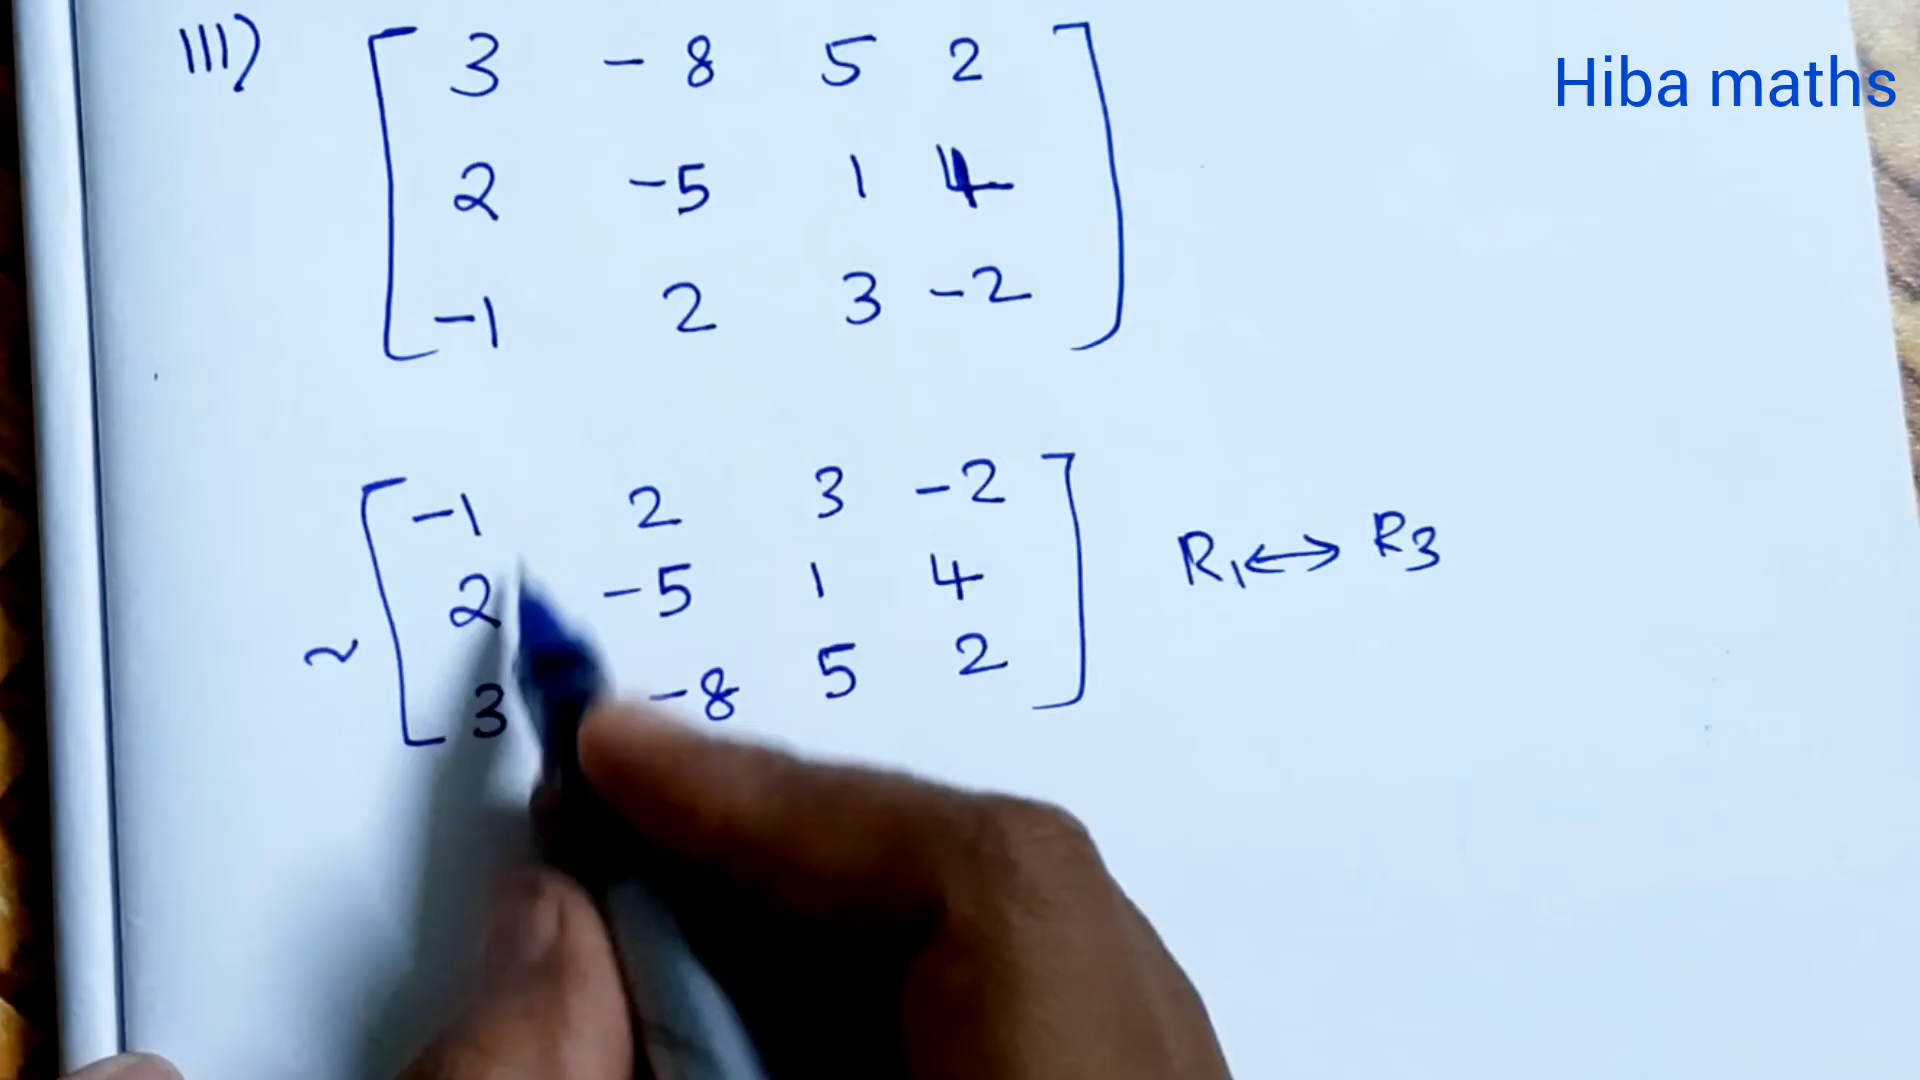 III) [ 3 -8 5 2 ]
Hiba maths
2 -5 1 4
-1 2 3 -2
~ [ -1 2 3 -2 ] R1 ↔ R3
2 -5 1 4
3 -8 5 2